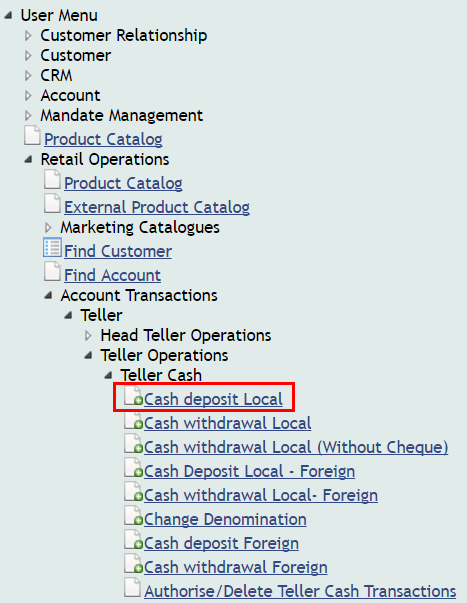 User Menu
Customer Relationship
Customer
CRM
Account
Mandate Management
Product Catalog
Retail Operations
Product Catalog
External Product Catalog
Marketing Catalogues
Find Customer
Find Account
Account Transactions
Teller
Head Teller Operations
Teller Operations
Teller Cash
Cash deposit Local
Cash withdrawal Local
Cash withdrawal Local (Without Cheque)
Cash Deposit Local - Foreign
Cash withdrawal Local- Foreign
Change Denomination
Cash deposit Foreign
Cash withdrawal Foreign
Authorise/Delete Teller Cash Transactions